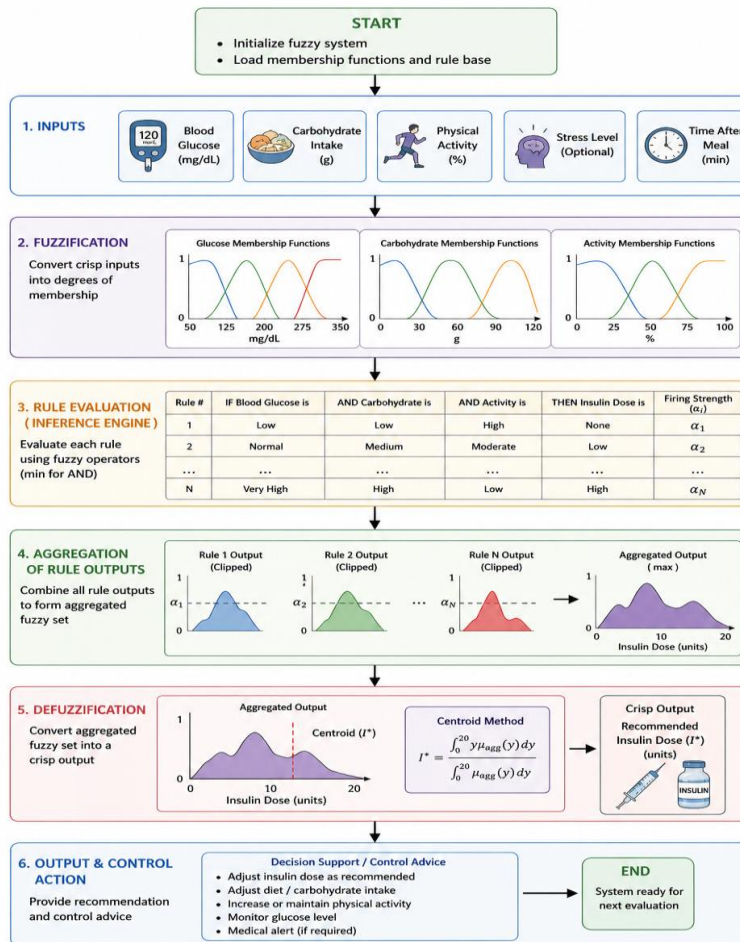 START
• Initialize fuzzy system
• Load membership functions and rule base
1. INPUTS
120
Blood
Glucose
(mg/dL)
Carbohydrate
Intake
(g)
Physical
Activity
(%)
Stress Level
(Optional)
Time After
Meal
(min)
2. FUZZIFICATION
Convert crisp inputs
into degrees of
membership
Glucose Membership Functions
1
0
50 125 200 275 350
mg/dL
Carbohydrate Membership Functions
1
0
0 30 60 90 120
g
Activity Membership Functions
1
0
0 25 50 75 100
%
3. RULE EVALUATION
( INFERENCE ENGINE )
Evaluate each rule
using fuzzy operators
(min for AND)
Rule # IF Blood Glucose is AND Carbohydrate is AND Activity is THEN Insulin Dose is Firing Strength
(αi)
1 Low Low High None α1
2 Normal Medium Moderate Low α2
... ... ... ... ... ...
N Very High High Low High αN
4. AGGREGATION
OF RULE OUTPUTS
Combine all rule outputs
to form aggregated
fuzzy set
Rule 1 Output
(Clipped)
1
α1
0
Rule 2 Output
(Clipped)
1
α2
0
...
Rule N Output
(Clipped)
1
αN
0
Aggregated Output
( max )
1
0
0 10 20
Insulin Dose (units)
5. DEFUZZIFICATION
Convert aggregated
fuzzy set into a
crisp output
Aggregated Output
1
Centroid (I*)
0
0 10 20
Insulin Dose (units)
Centroid Method
I* = ∫₀²⁰ yμagg(y) dy / ∫₀²⁰ μagg(y) dy
Crisp Output
Recommended
Insulin Dose (I*)
(units)
INSULIN
6. OUTPUT & CONTROL
ACTION
Provide recommendation
and control advice
Decision Support / Control Advice
• Adjust insulin dose as recommended
• Adjust diet / carbohydrate intake
• Increase or maintain physical activity
• Monitor glucose level
• Medical alert (if required)
END
System ready for
next evaluation